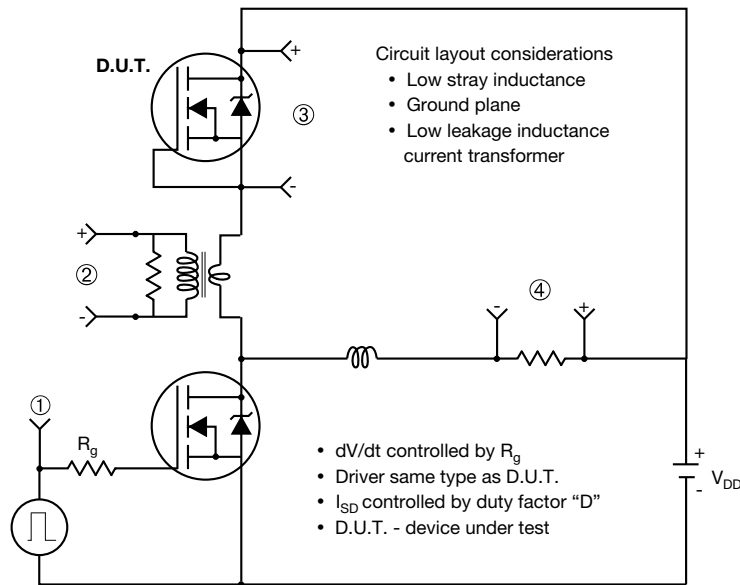 D.U.T.
+
Circuit layout considerations
• Low stray inductance
• Ground plane
• Low leakage inductance
current transformer
③
-
+
②
-
④
-
+
①
R_g
• dV/dt controlled by R_g
• Driver same type as D.U.T.
• I_SD controlled by duty factor “D”
• D.U.T. - device under test
+
V_DD
-